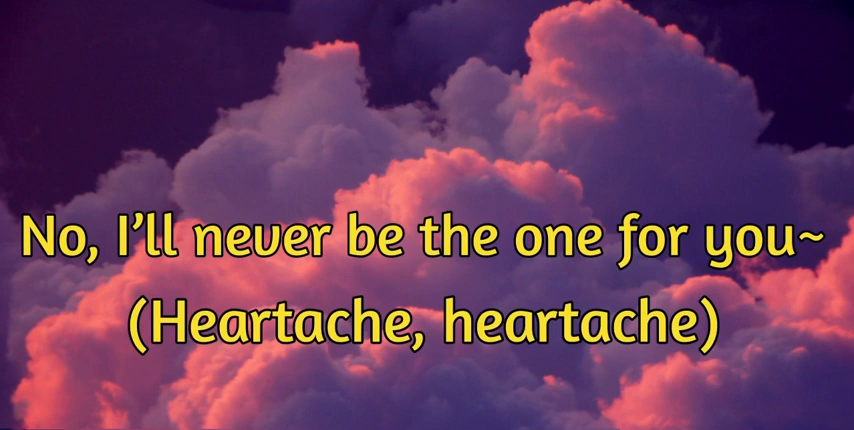 No, I’ll never be the one for you~
(Heartache, heartache)